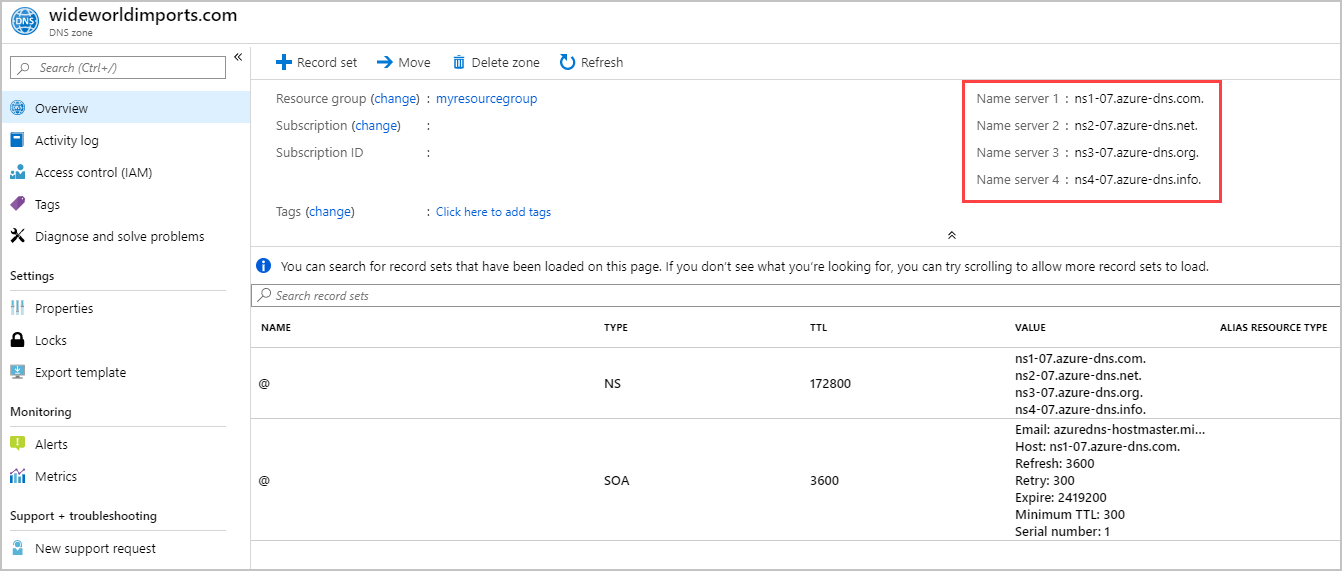 DNS
wideworldimports.com
DNS zone
Search (Ctrl+/)
«
Overview
Activity log
Access control (IAM)
Tags
Diagnose and solve problems
Settings
Properties
Locks
Export template
Monitoring
Alerts
Metrics
Support + troubleshooting
New support request
Record set Move Delete zone Refresh
Resource group (change) : myresourcegroup
Subscription (change) :
Subscription ID :
Tags (change) : Click here to add tags
Name server 1 : ns1-07.azure-dns.com.
Name server 2 : ns2-07.azure-dns.net.
Name server 3 : ns3-07.azure-dns.org.
Name server 4 : ns4-07.azure-dns.info.
You can search for record sets that have been loaded on this page. If you don't see what you're looking for, you can try scrolling to allow more record sets to load.
Search record sets
NAME TYPE TTL VALUE ALIAS RESOURCE TYPE
@ NS 172800
ns1-07.azure-dns.com.
ns2-07.azure-dns.net.
ns3-07.azure-dns.org.
ns4-07.azure-dns.info.
@ SOA 3600
Email: azuredns-hostmaster.mi...
Host: ns1-07.azure-dns.com.
Refresh: 3600
Retry: 300
Expire: 2419200
Minimum TTL: 300
Serial number: 1